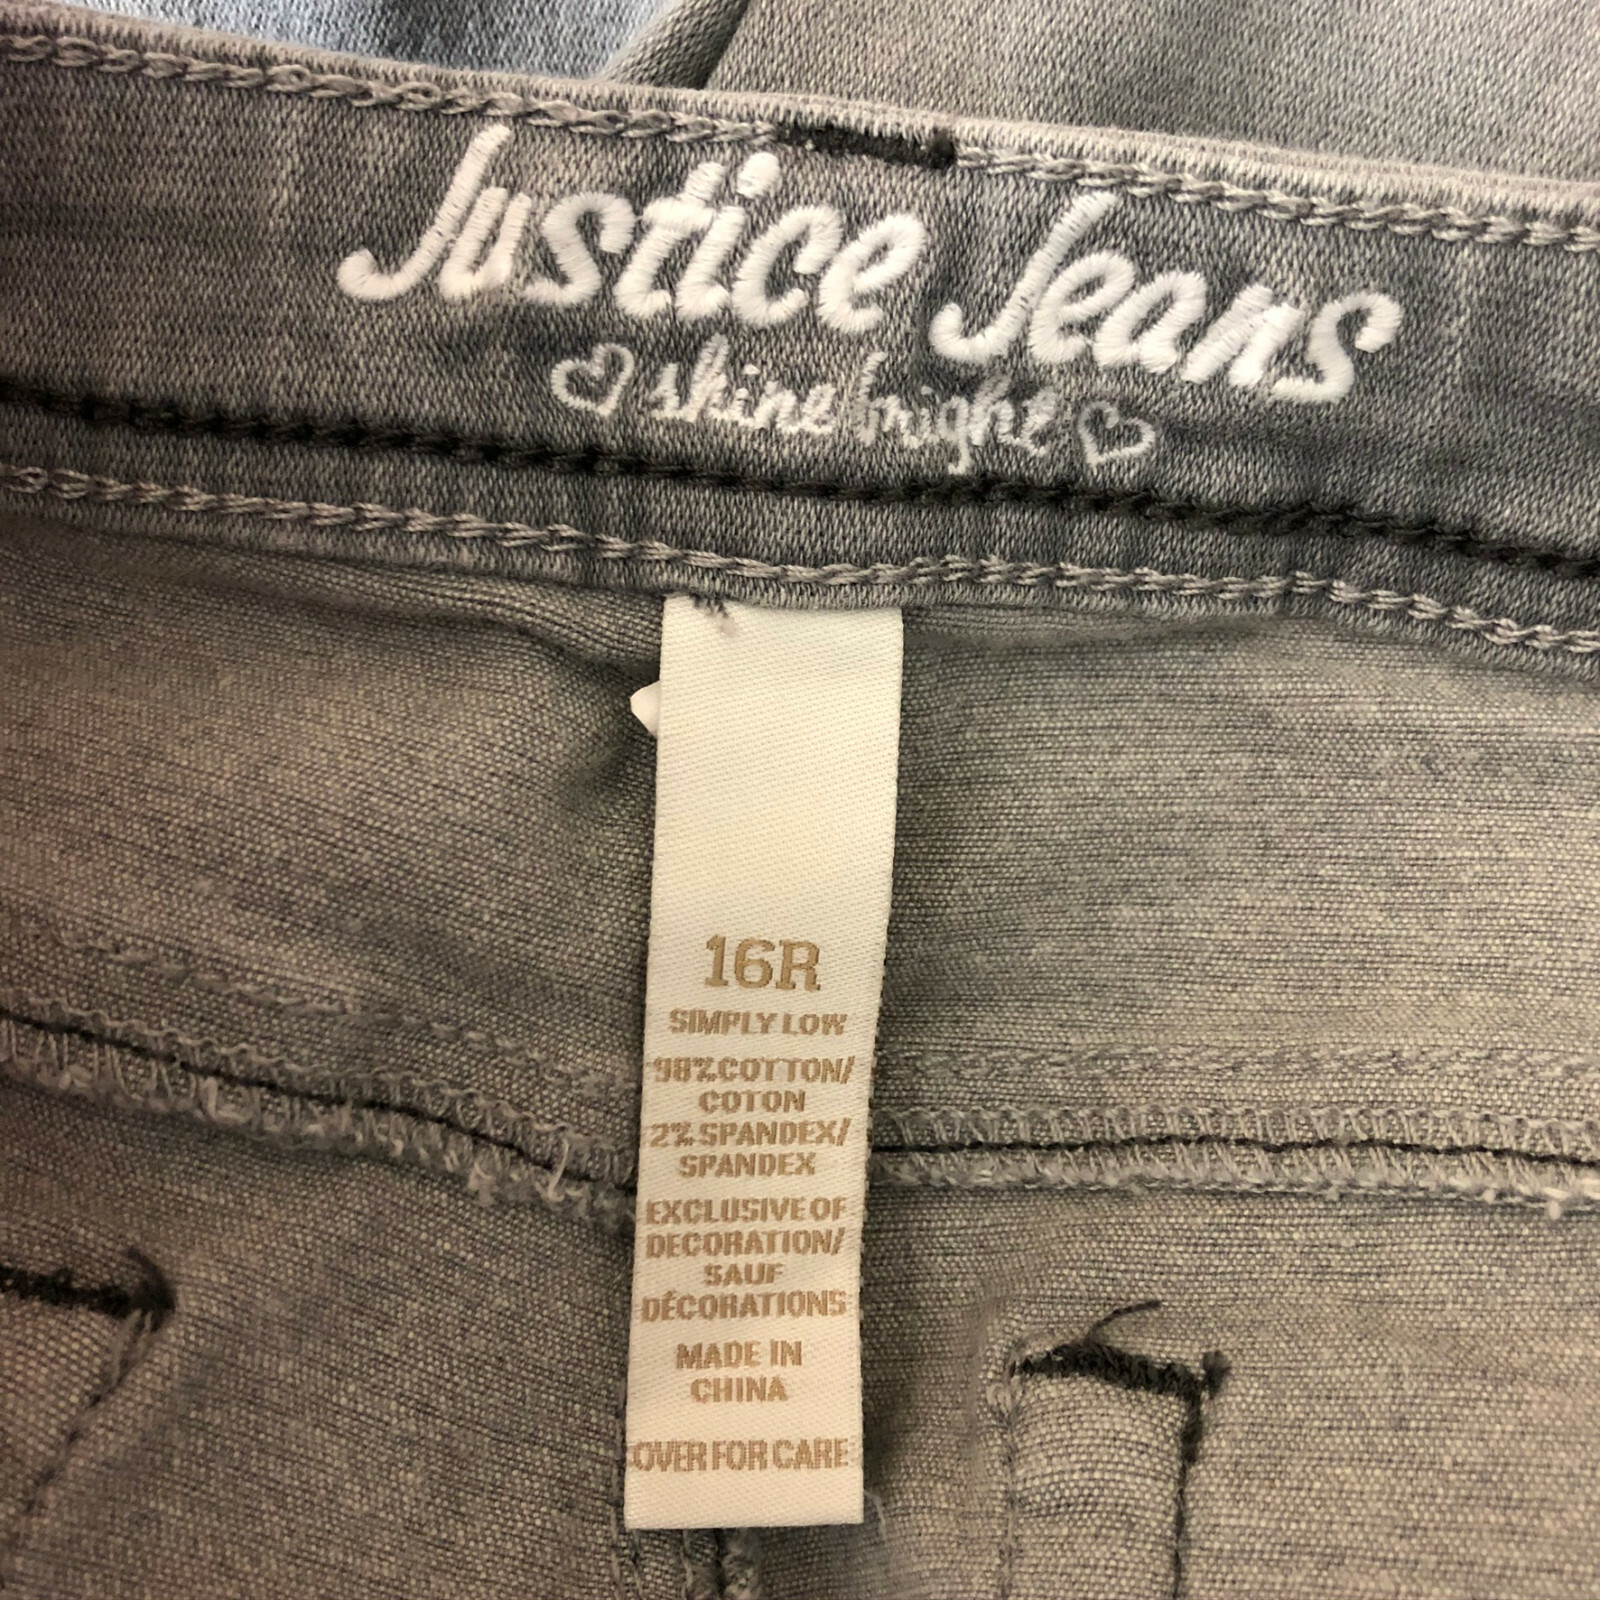 Justice Jeans
shine bright
16R
SIMPLY LOW
98% COTTON/
COTON
2% SPANDEX/
SPANDEX
EXCLUSIVE OF
DECORATION/
SAUF
DÉCORATIONS
MADE IN
CHINA
OVER FOR CARE